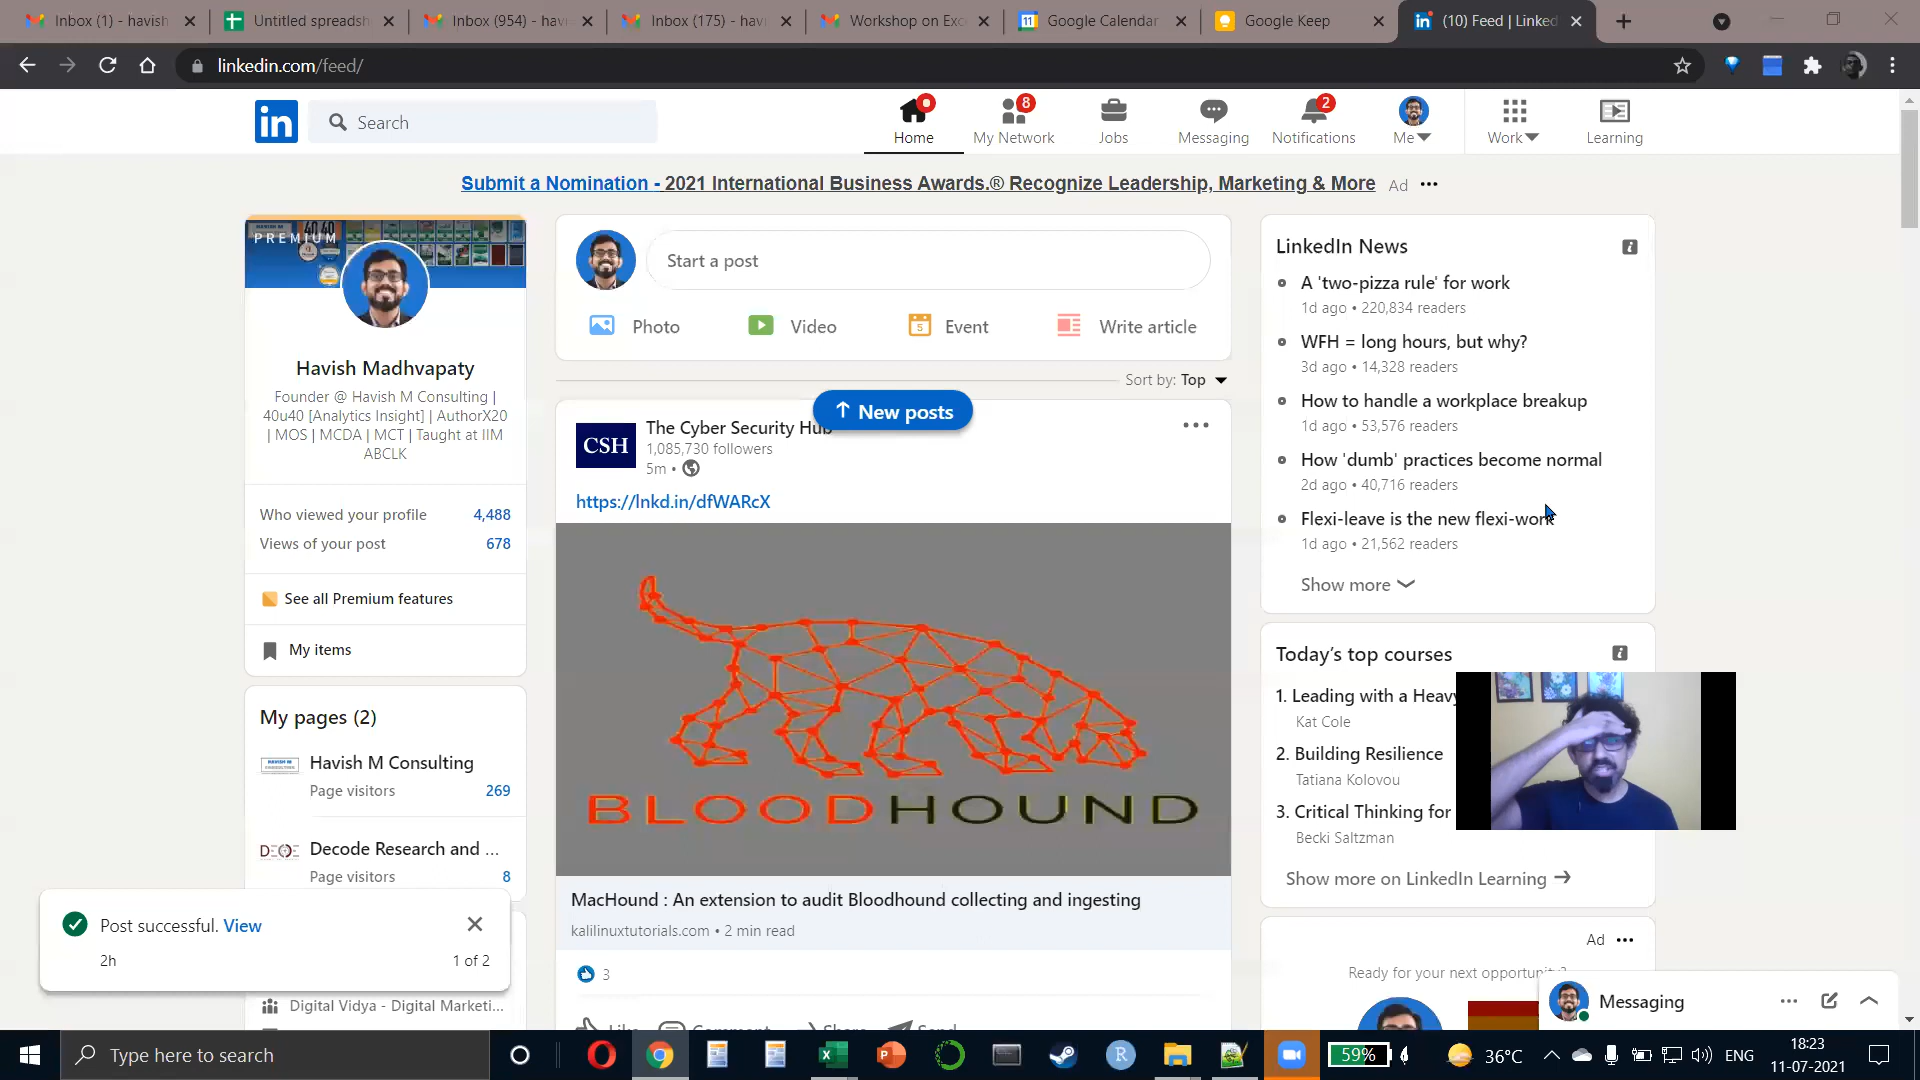 Inbox (1) - havish
Untitled spreadsh
Inbox (954) - havi
Inbox (175) - havi
Workshop on Exc
Google Calendar
Google Keep
(10) Feed | Linked
linkedin.com/feed/
in
Search
Home
8
My Network
Jobs
Messaging
2
Notifications
Me
Work
Learning
Submit a Nomination - 2021 International Business Awards.® Recognize Leadership, Marketing & More Ad
PREMIUM
Havish Madhvapaty
Founder @ Havish M Consulting |
40u40 [Analytics Insight] | AuthorX20
| MOS | MCDA | MCT | Taught at IIM
ABCLK
Who viewed your profile 4,488
Views of your post 678
See all Premium features
My items
My pages (2)
Havish M Consulting
Page visitors 269
Decode Research and ...
Page visitors 8
Post successful. View
2h 1 of 2
Digital Vidya - Digital Marketi...
Start a post
Photo
Video
Event
Write article
Sort by: Top
New posts
CSH
The Cyber Security Hub
1,085,730 followers
5m •
https://lnkd.in/dfWARcX
BLOODHOUND
MacHound : An extension to audit Bloodhound collecting and ingesting
kalilinuxtutorials.com • 2 min read
3
Like Comment Share Send
LinkedIn News
A 'two-pizza rule' for work
1d ago • 220,834 readers
WFH = long hours, but why?
3d ago • 14,328 readers
How to handle a workplace breakup
1d ago • 53,576 readers
How 'dumb' practices become normal
2d ago • 40,716 readers
Flexi-leave is the new flexi-work
1d ago • 21,562 readers
Show more
Today's top courses
1. Leading with a Heavy
Kat Cole
2. Building Resilience
Tatiana Kolovou
3. Critical Thinking for
Becki Saltzman
Show more on LinkedIn Learning →
Ad
Ready for your next opportunity?
Messaging
Type here to search
59%
36°C
ENG
18:23
11-07-2021